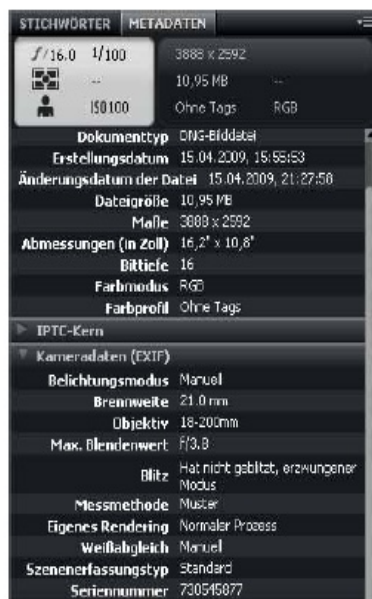 STICHWÖRTER METADATEN
f/16.0 1/100
--
ISO100
3888 x 2592
10,95 MB --
Ohne Tags RGB
Dokumenttyp DNG-Bilddatei
Erstellungsdatum 15.04.2009, 15:55:53
Änderungsdatum der Datei 15.04.2009, 21:27:58
Dateigröße 10,95 MB
Maße 3888 x 2592
Abmessungen (in Zoll) 16,2" x 10,8"
Bittiefe 16
Farbmodus RGB
Farbprofil Ohne Tags
IPTC-Kern
Kameradaten (EXIF)
Belichtungsmodus Manuell
Brennweite 21.0 mm
Objektiv 18-200mm
Max. Blendenwert f/3.8
Blitz Hat nicht geblitzt, erzwungener
Modus
Messmethode Muster
Eigenes Rendering Normaler Prozess
Weißabgleich Manuell
Szenenerfassungstyp Standard
Seriennummer 730545877